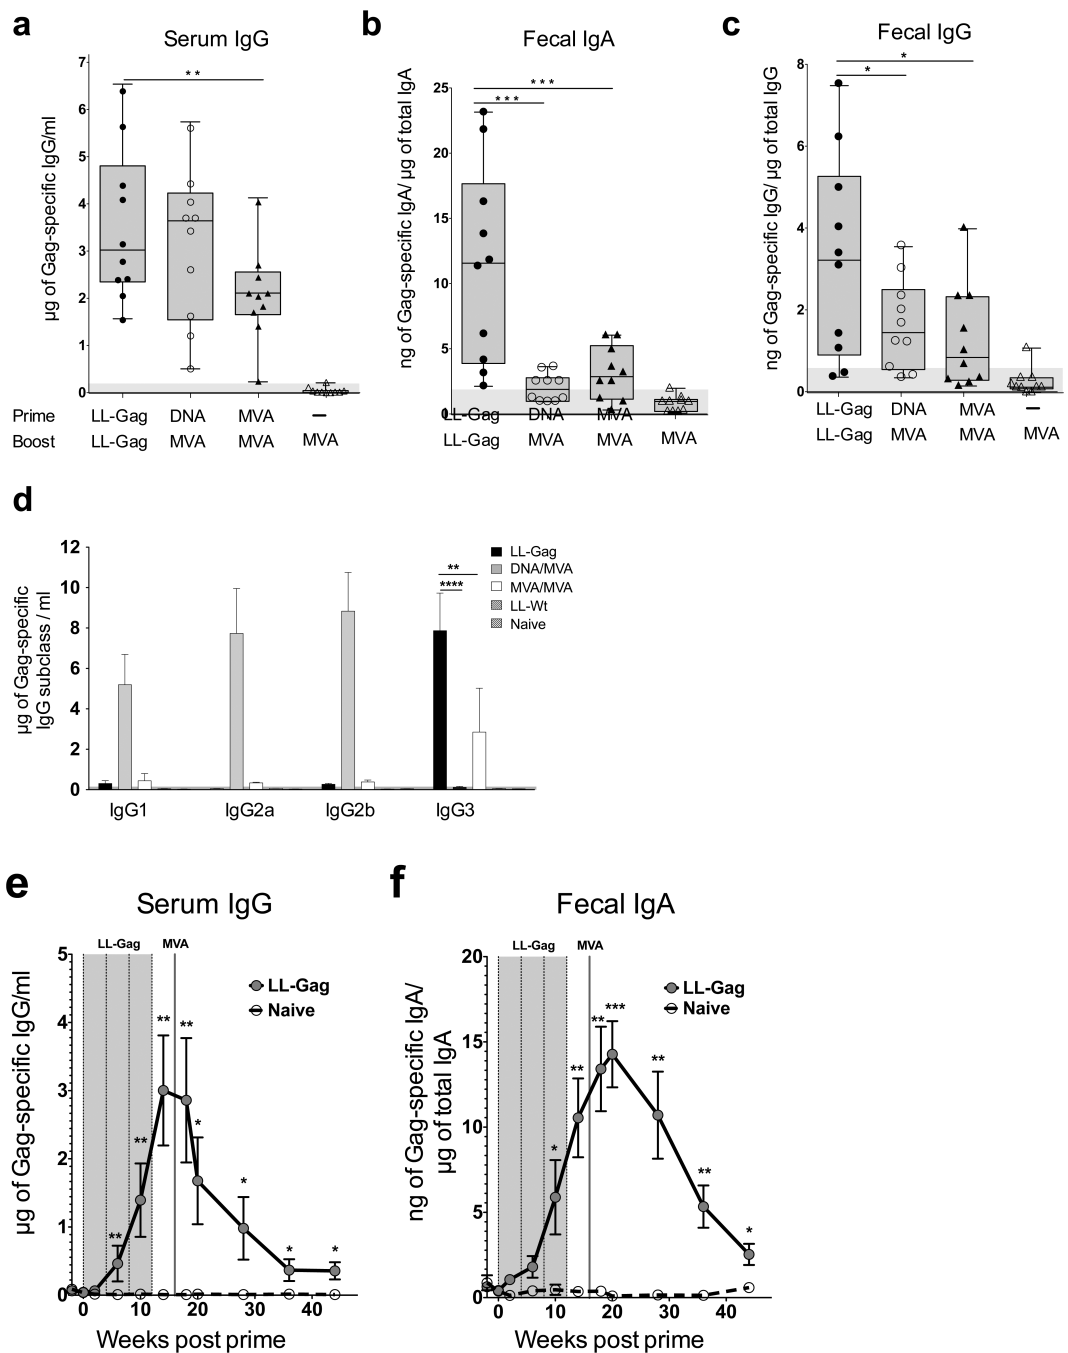 a
Serum IgG
µg of Gag-specific IgG/ml
7
6
5
4
3
2
1
0
**
Prime LL-Gag DNA MVA –
Boost LL-Gag MVA MVA MVA
b
Fecal IgA
ng of Gag-specific IgA/ µg of total IgA
25
20
15
10
5
0
***
***
LL-Gag DNA MVA
LL-Gag MVA MVA MVA
c
Fecal IgG
ng of Gag-specific IgG/ µg of total IgG
8
6
4
2
0
*
*
LL-Gag DNA MVA –
LL-Gag MVA MVA MVA
d
µg of Gag-specific
IgG subclass / ml
12
10
8
6
4
2
0
**
****
LL-Gag
DNA/MVA
MVA/MVA
LL-Wt
Naive
IgG1 IgG2a IgG2b IgG3
e
Serum IgG
LL-Gag MVA
µg of Gag-specific IgG/ml
5
4
3
2
1
0
LL-Gag
Naive
** ** ** ** * * * *
0 10 20 30 40
Weeks post prime
f
Fecal IgA
LL-Gag MVA
ng of Gag-specific IgA/
µg of total IgA
20
15
10
5
0
LL-Gag
Naive
* ** ** *** ** ** *
0 10 20 30 40
Weeks post prime